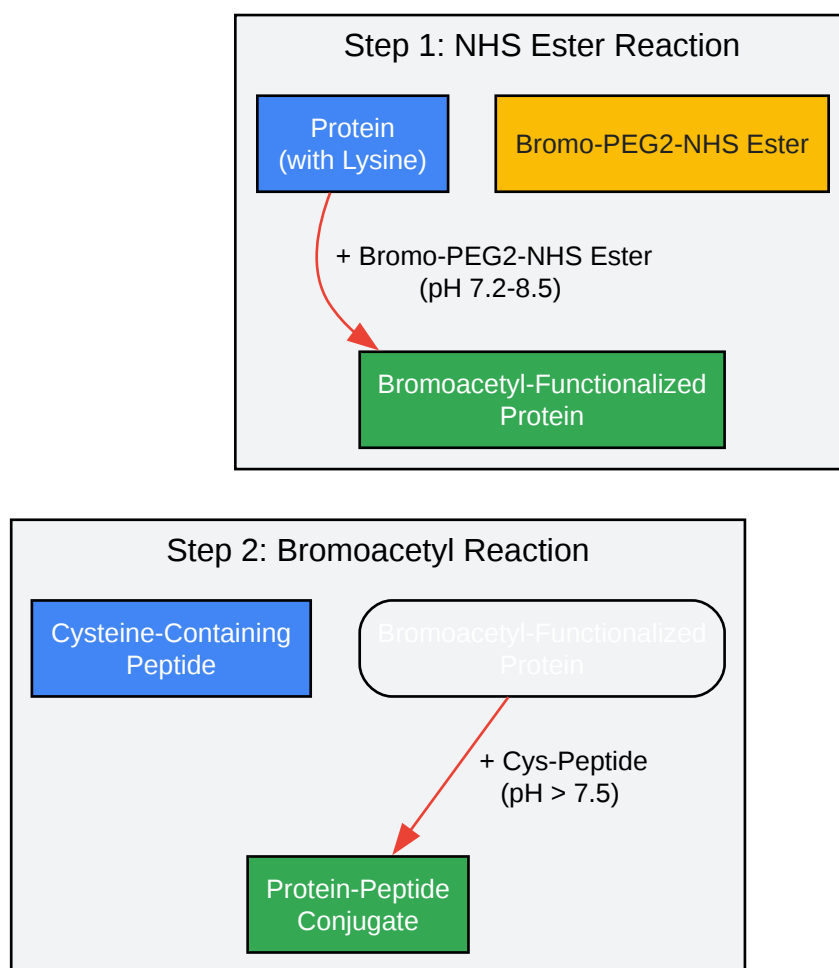 Step 1: NHS Ester Reaction
Protein
(with Lysine)
Bromo-PEG2-NHS Ester
+ Bromo-PEG2-NHS Ester
(pH 7.2-8.5)
Bromoacetyl-Functionalized
Protein
Step 2: Bromoacetyl Reaction
Cysteine-Containing
Peptide
Bromoacetyl-Functionalized
Protein
+ Cys-Peptide
(pH > 7.5)
Protein-Peptide
Conjugate